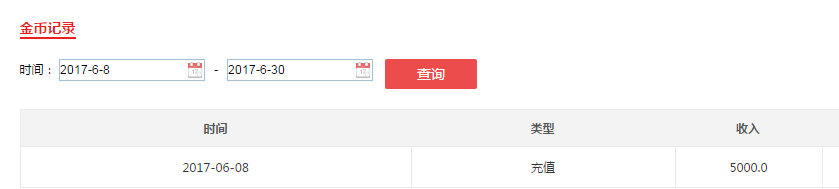 金币记录
时间： 2017-6-8 - 2017-6-30 查询
时间 类型 收入
2017-06-08 充值 5000.0